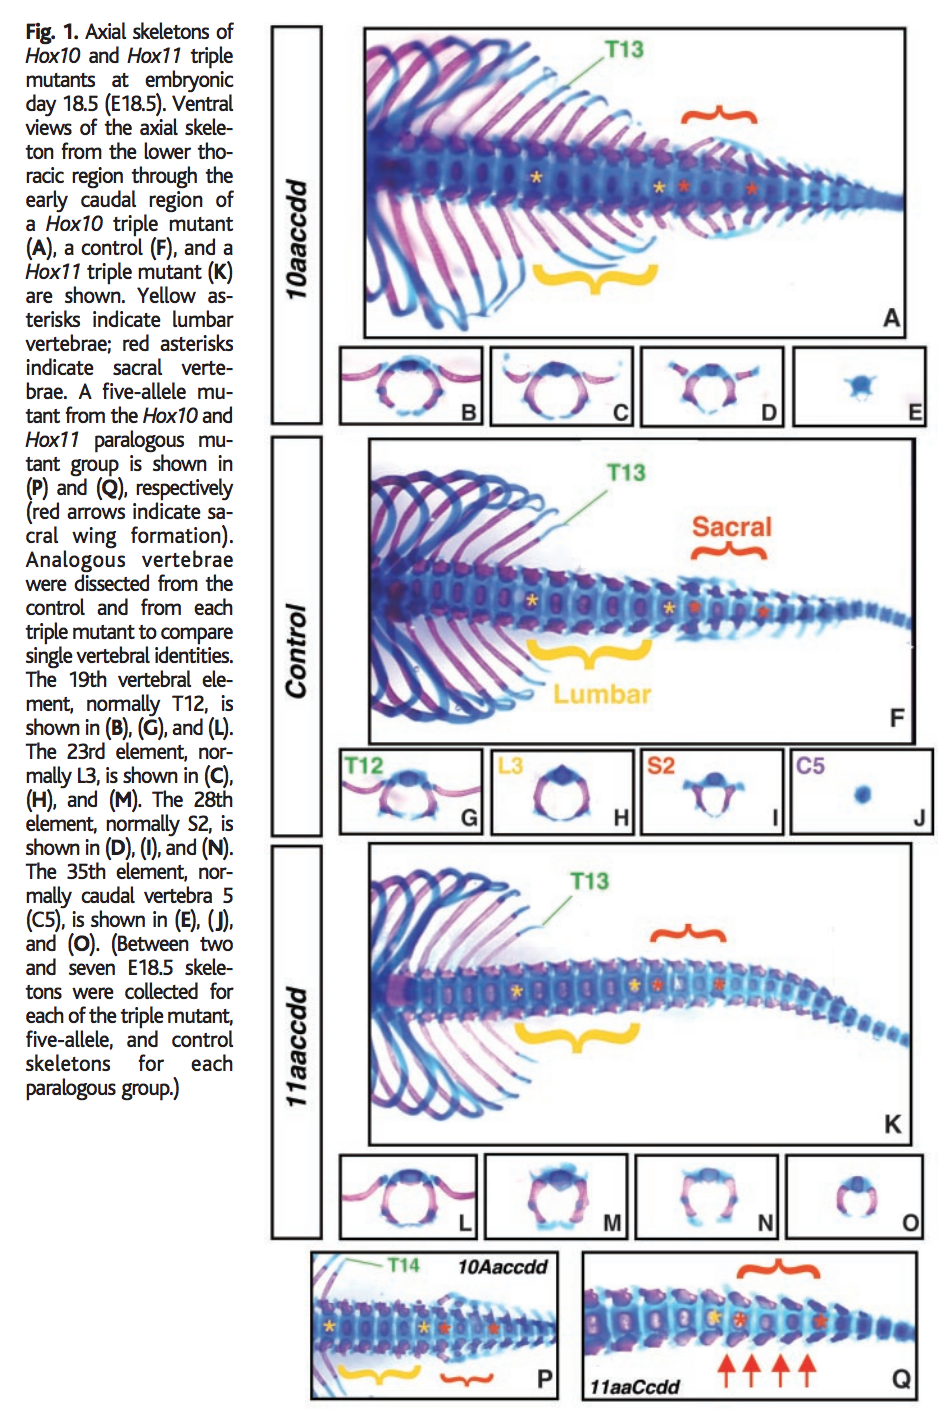 Fig. 1. Axial skeletons of
Hox10 and Hox11 triple
mutants at embryonic
day 18.5 (E18.5). Ventral
views of the axial skele-
ton from the lower tho-
racic region through the
early caudal region of
a Hox10 triple mutant
(A), a control (F), and a
Hox11 triple mutant (K)
are shown. Yellow as-
terisks indicate lumbar
vertebrae; red asterisks
indicate sacral verte-
brae. A five-allele mu-
tant from the Hox10 and
Hox11 paralogous mu-
tant group is shown in
(P) and (Q), respectively
(red arrows indicate sa-
cral wing formation).
Analogous vertebrae
were dissected from the
control and from each
triple mutant to compare
single vertebral identities.
The 19th vertebral ele-
ment, normally T12, is
shown in (B), (G), and (L).
The 23rd element, nor-
mally L3, is shown in (C),
(H), and (M). The 28th
element, normally S2, is
shown in (D), (I), and (N).
The 35th element, nor-
mally caudal vertebra 5
(C5), is shown in (E), (J),
and (O). (Between two
and seven E18.5 skele-
tons were collected for
each of the triple mutant,
five-allele, and control
skeletons for each
paralogous group.)
10aaccdd
T13
* * * *
A
B
C
D
E
Control
T13
Sacral
* * * *
Lumbar
F
T12
G
L3
H
S2
I
C5
J
11aaccdd
T13
* * * *
K
L
M
N
O
T14
10Aaccdd
* * * *
P
* * *
11aaCcdd
Q